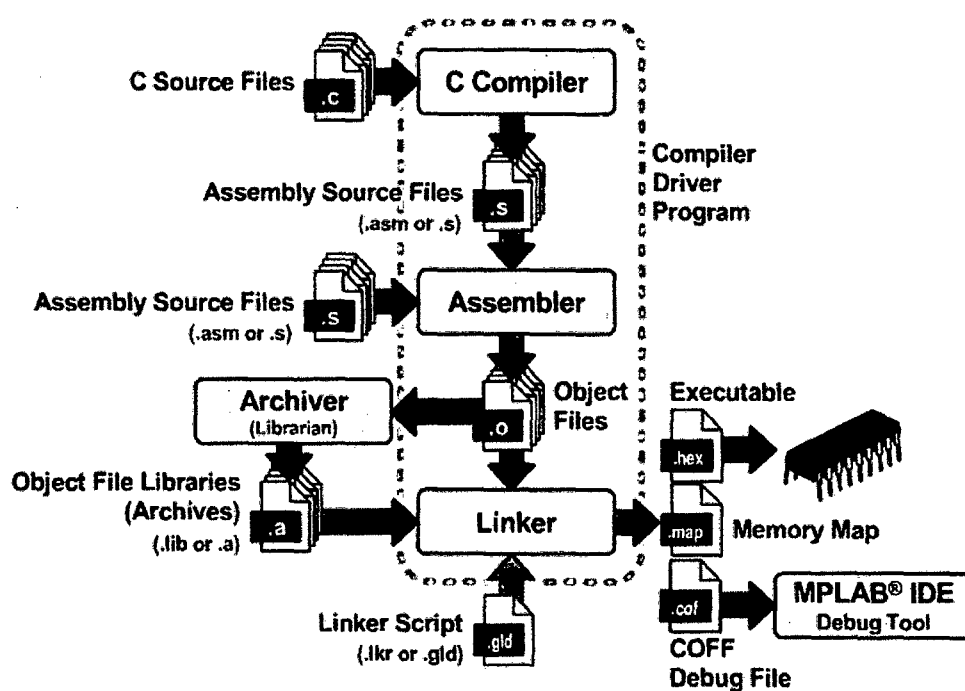 C Source Files
.c
C Compiler
Compiler
Driver
Program
Assembly Source Files
(.asm or .s)
.s
Assembly Source Files
(.asm or .s)
.s
Assembler
Archiver
(Librarian)
.o
Object
Files
Executable
.hex
Object File Libraries
(Archives)
(.lib or .a)
.a
Linker
.map
Memory Map
Linker Script
(.lkr or .gld)
.gld
.cof
MPLAB® IDE
Debug Tool
COFF
Debug File